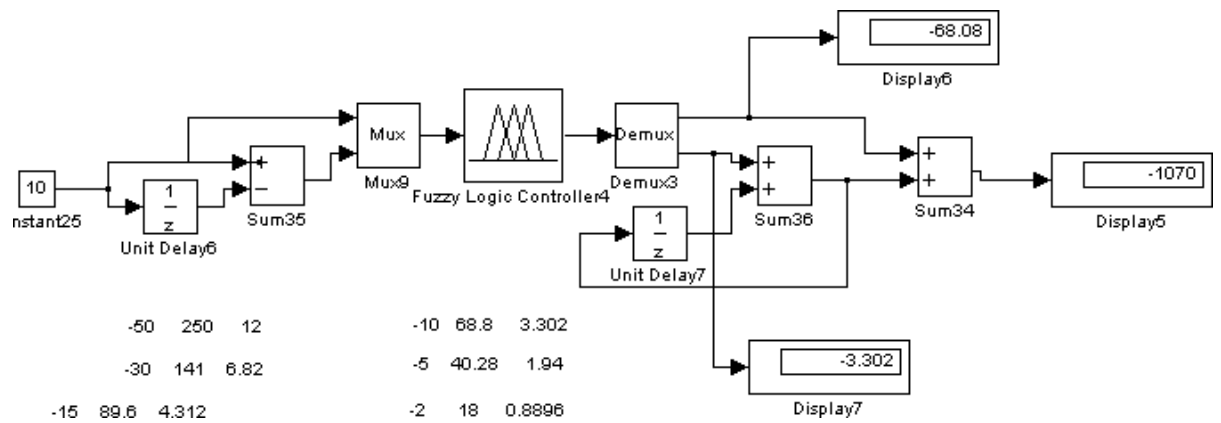 -68.08
Display6
Mux
Mux9
Fuzzy Logic Controller4
Demux
Demux3
+
+
Sum36
+
+
Sum34
-1070
Display5
10
nstant25
1
z
Unit Delay6
+
−
Sum35
1
z
Unit Delay7
-50 250 12
-30 141 6.82
-15 89.6 4.312
-10 68.8 3.302
-5 40.28 1.94
-2 18 0.8896
-3.302
Display7